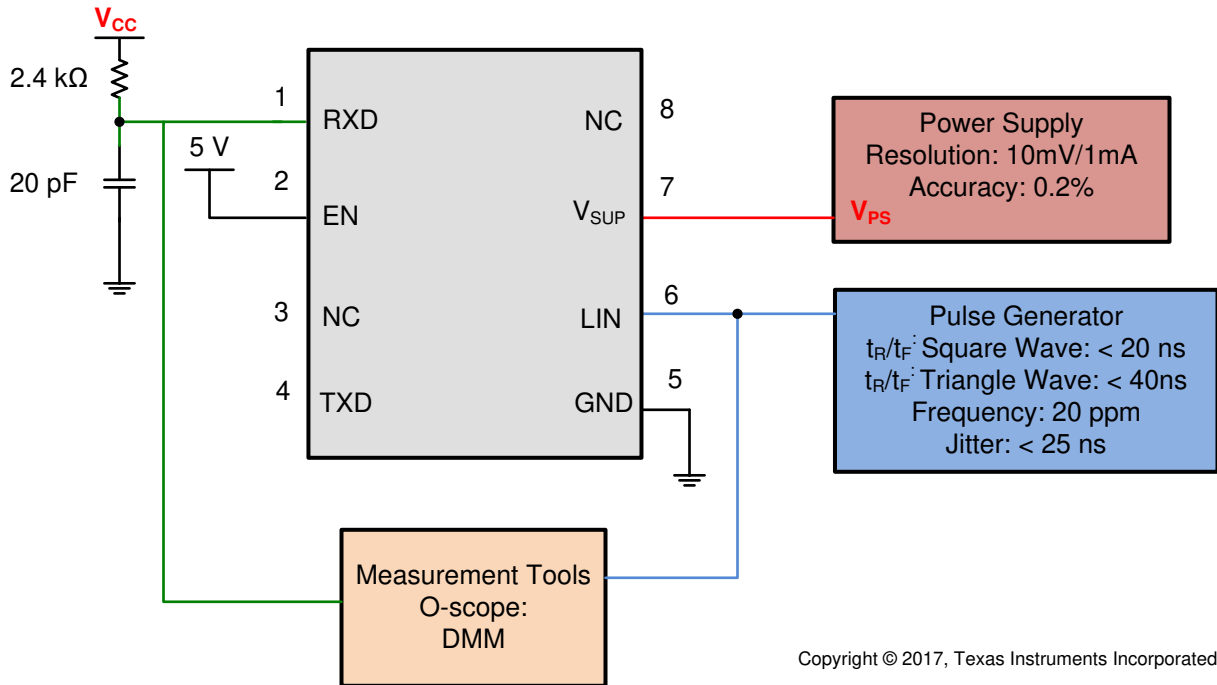 VCC
2.4 kΩ
20 pF
5 V
1
RXD
2
EN
3
NC
4
TXD
NC
8
VSUP
7
LIN
6
GND
5
Power Supply
Resolution: 10mV/1mA
Accuracy: 0.2%
VPS
Pulse Generator
tR/tF: Square Wave: < 20 ns
tR/tF: Triangle Wave: < 40ns
Frequency: 20 ppm
Jitter: < 25 ns
Measurement Tools
O-scope:
DMM
Copyright © 2017, Texas Instruments Incorporated